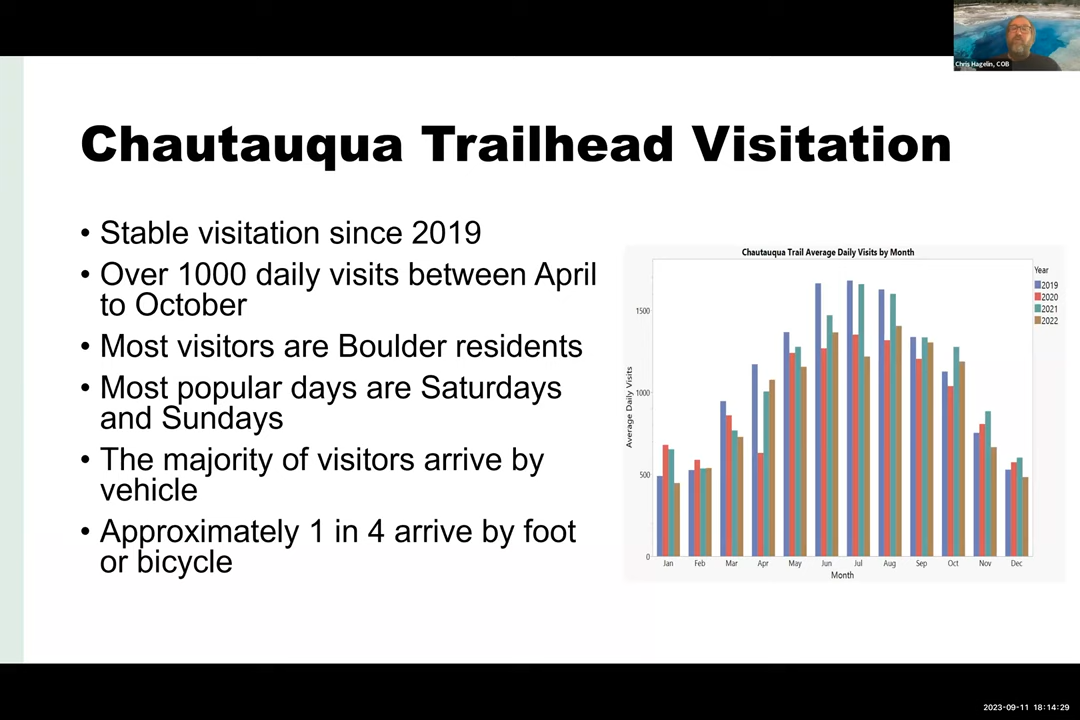 Chris Hagelin, COB
Chautauqua Trailhead Visitation
• Stable visitation since 2019
• Over 1000 daily visits between April
to October
• Most visitors are Boulder residents
• Most popular days are Saturdays
and Sundays
• The majority of visitors arrive by
vehicle
• Approximately 1 in 4 arrive by foot
or bicycle
Chautauqua Trail Average Daily Visits by Month
Year
2019
2020
2021
2022
Average Daily Visits
1500
1000
500
0
Jan Feb Mar Apr May Jun Jul Aug Sep Oct Nov Dec
Month
2023-09-11 18:14:29